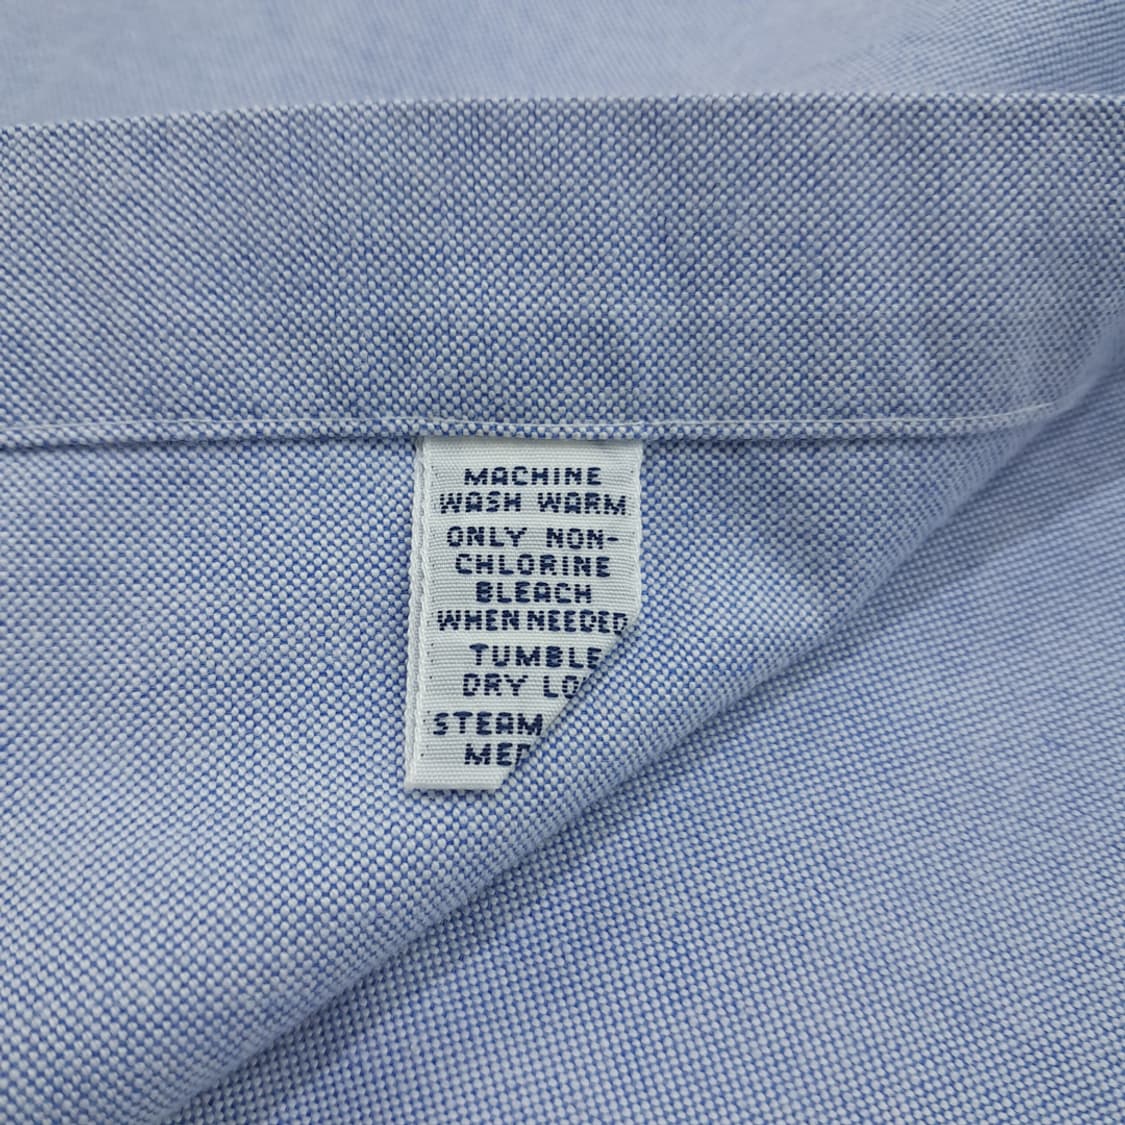 MACHINE
WASH WARM
ONLY NON-
CHLORINE
BLEACH
WHEN NEEDED
TUMBLE
DRY
STEAM